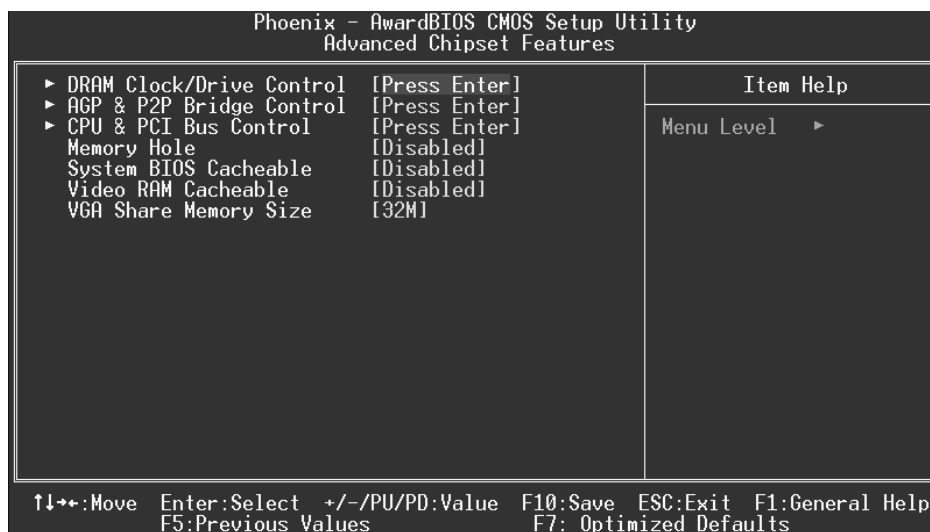 Phoenix - AwardBIOS CMOS Setup Utility
Advanced Chipset Features
► DRAM Clock/Drive Control [Press Enter]
► AGP & P2P Bridge Control [Press Enter]
► CPU & PCI Bus Control [Press Enter]
Memory Hole [Disabled]
System BIOS Cacheable [Disabled]
Video RAM Cacheable [Disabled]
VGA Share Memory Size [32M]
Item Help
Menu Level ►
↑↓→←:Move Enter:Select +/-/PU/PD:Value F10:Save ESC:Exit F1:General Help
F5:Previous Values F7: Optimized Defaults